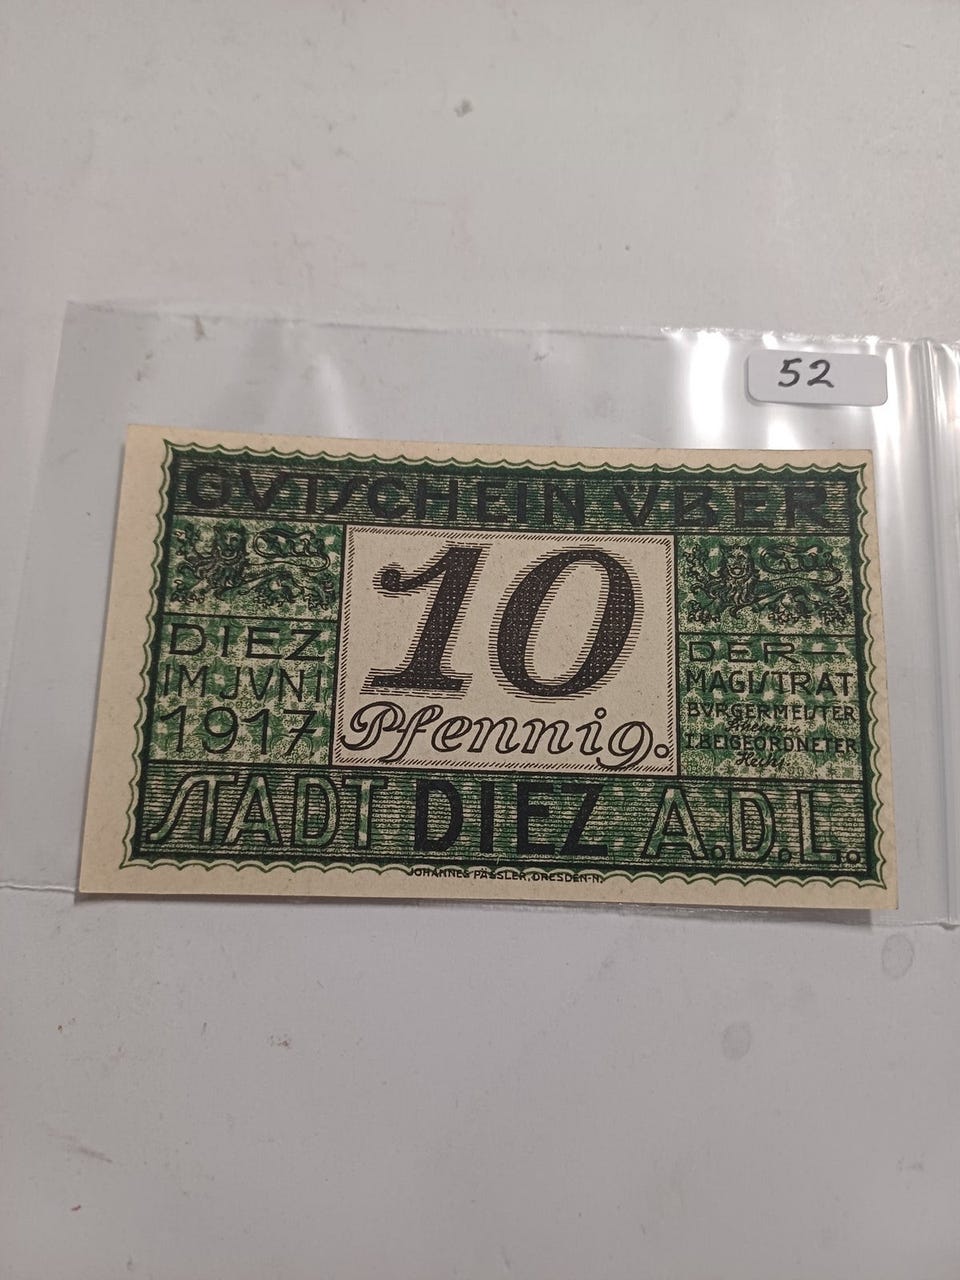 52
GVTSCHEIN VBER
10
Pfennig.
DIEZ
IM JVNI
1917
DER—
MAGISTRAT
BVRGERMEISTER
I.BEIGEORDNETER
STADT DIEZ A.D.L.
JOHANNES PÄSSLER, DRESDEN-N.